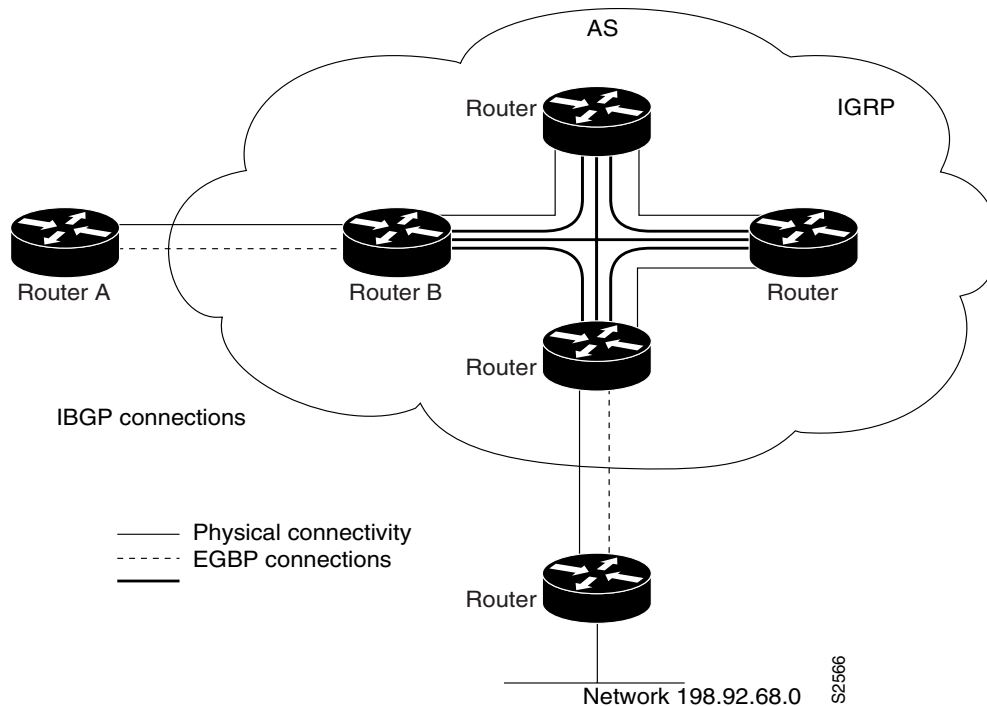 AS
Router
IGRP
Router A
Router B
Router
Router
IBGP connections
Physical connectivity
EGBP connections
Router
Network 198.92.68.0
S2566